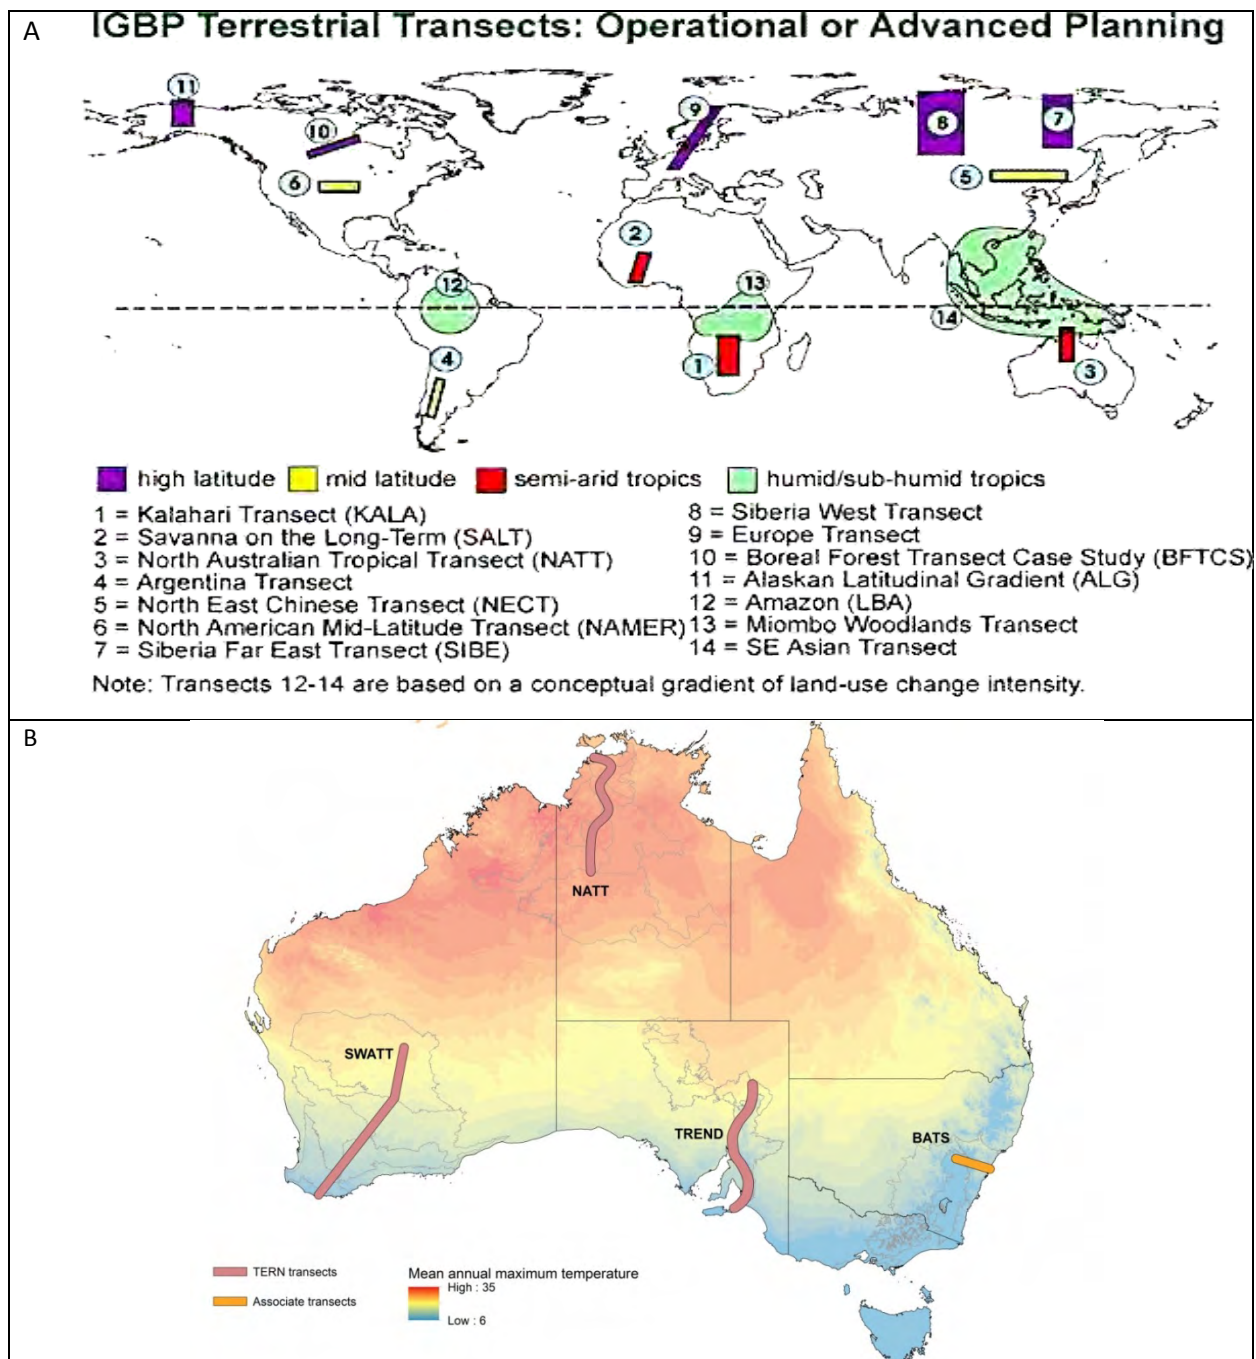 A
IGBP Terrestrial Transects: Operational or Advanced Planning
11
10
9
8
7
6
5
2
12
13
14
4
1
3
high latitude mid latitude semi-arid tropics humid/sub-humid tropics
1 = Kalahari Transect (KALA)
2 = Savanna on the Long-Term (SALT)
3 = North Australian Tropical Transect (NATT)
4 = Argentina Transect
5 = North East Chinese Transect (NECT)
6 = North American Mid-Latitude Transect (NAMER)
7 = Siberia Far East Transect (SIBE)
8 = Siberia West Transect
9 = Europe Transect
10 = Boreal Forest Transect Case Study (BFTCS)
11 = Alaskan Latitudinal Gradient (ALG)
12 = Amazon (LBA)
13 = Miombo Woodlands Transect
14 = SE Asian Transect
Note: Transects 12-14 are based on a conceptual gradient of land-use change intensity.
B
NATT
SWATT
TREND
BATS
TERN transects
Associate transects
Mean annual maximum temperature
High : 35
Low : 6